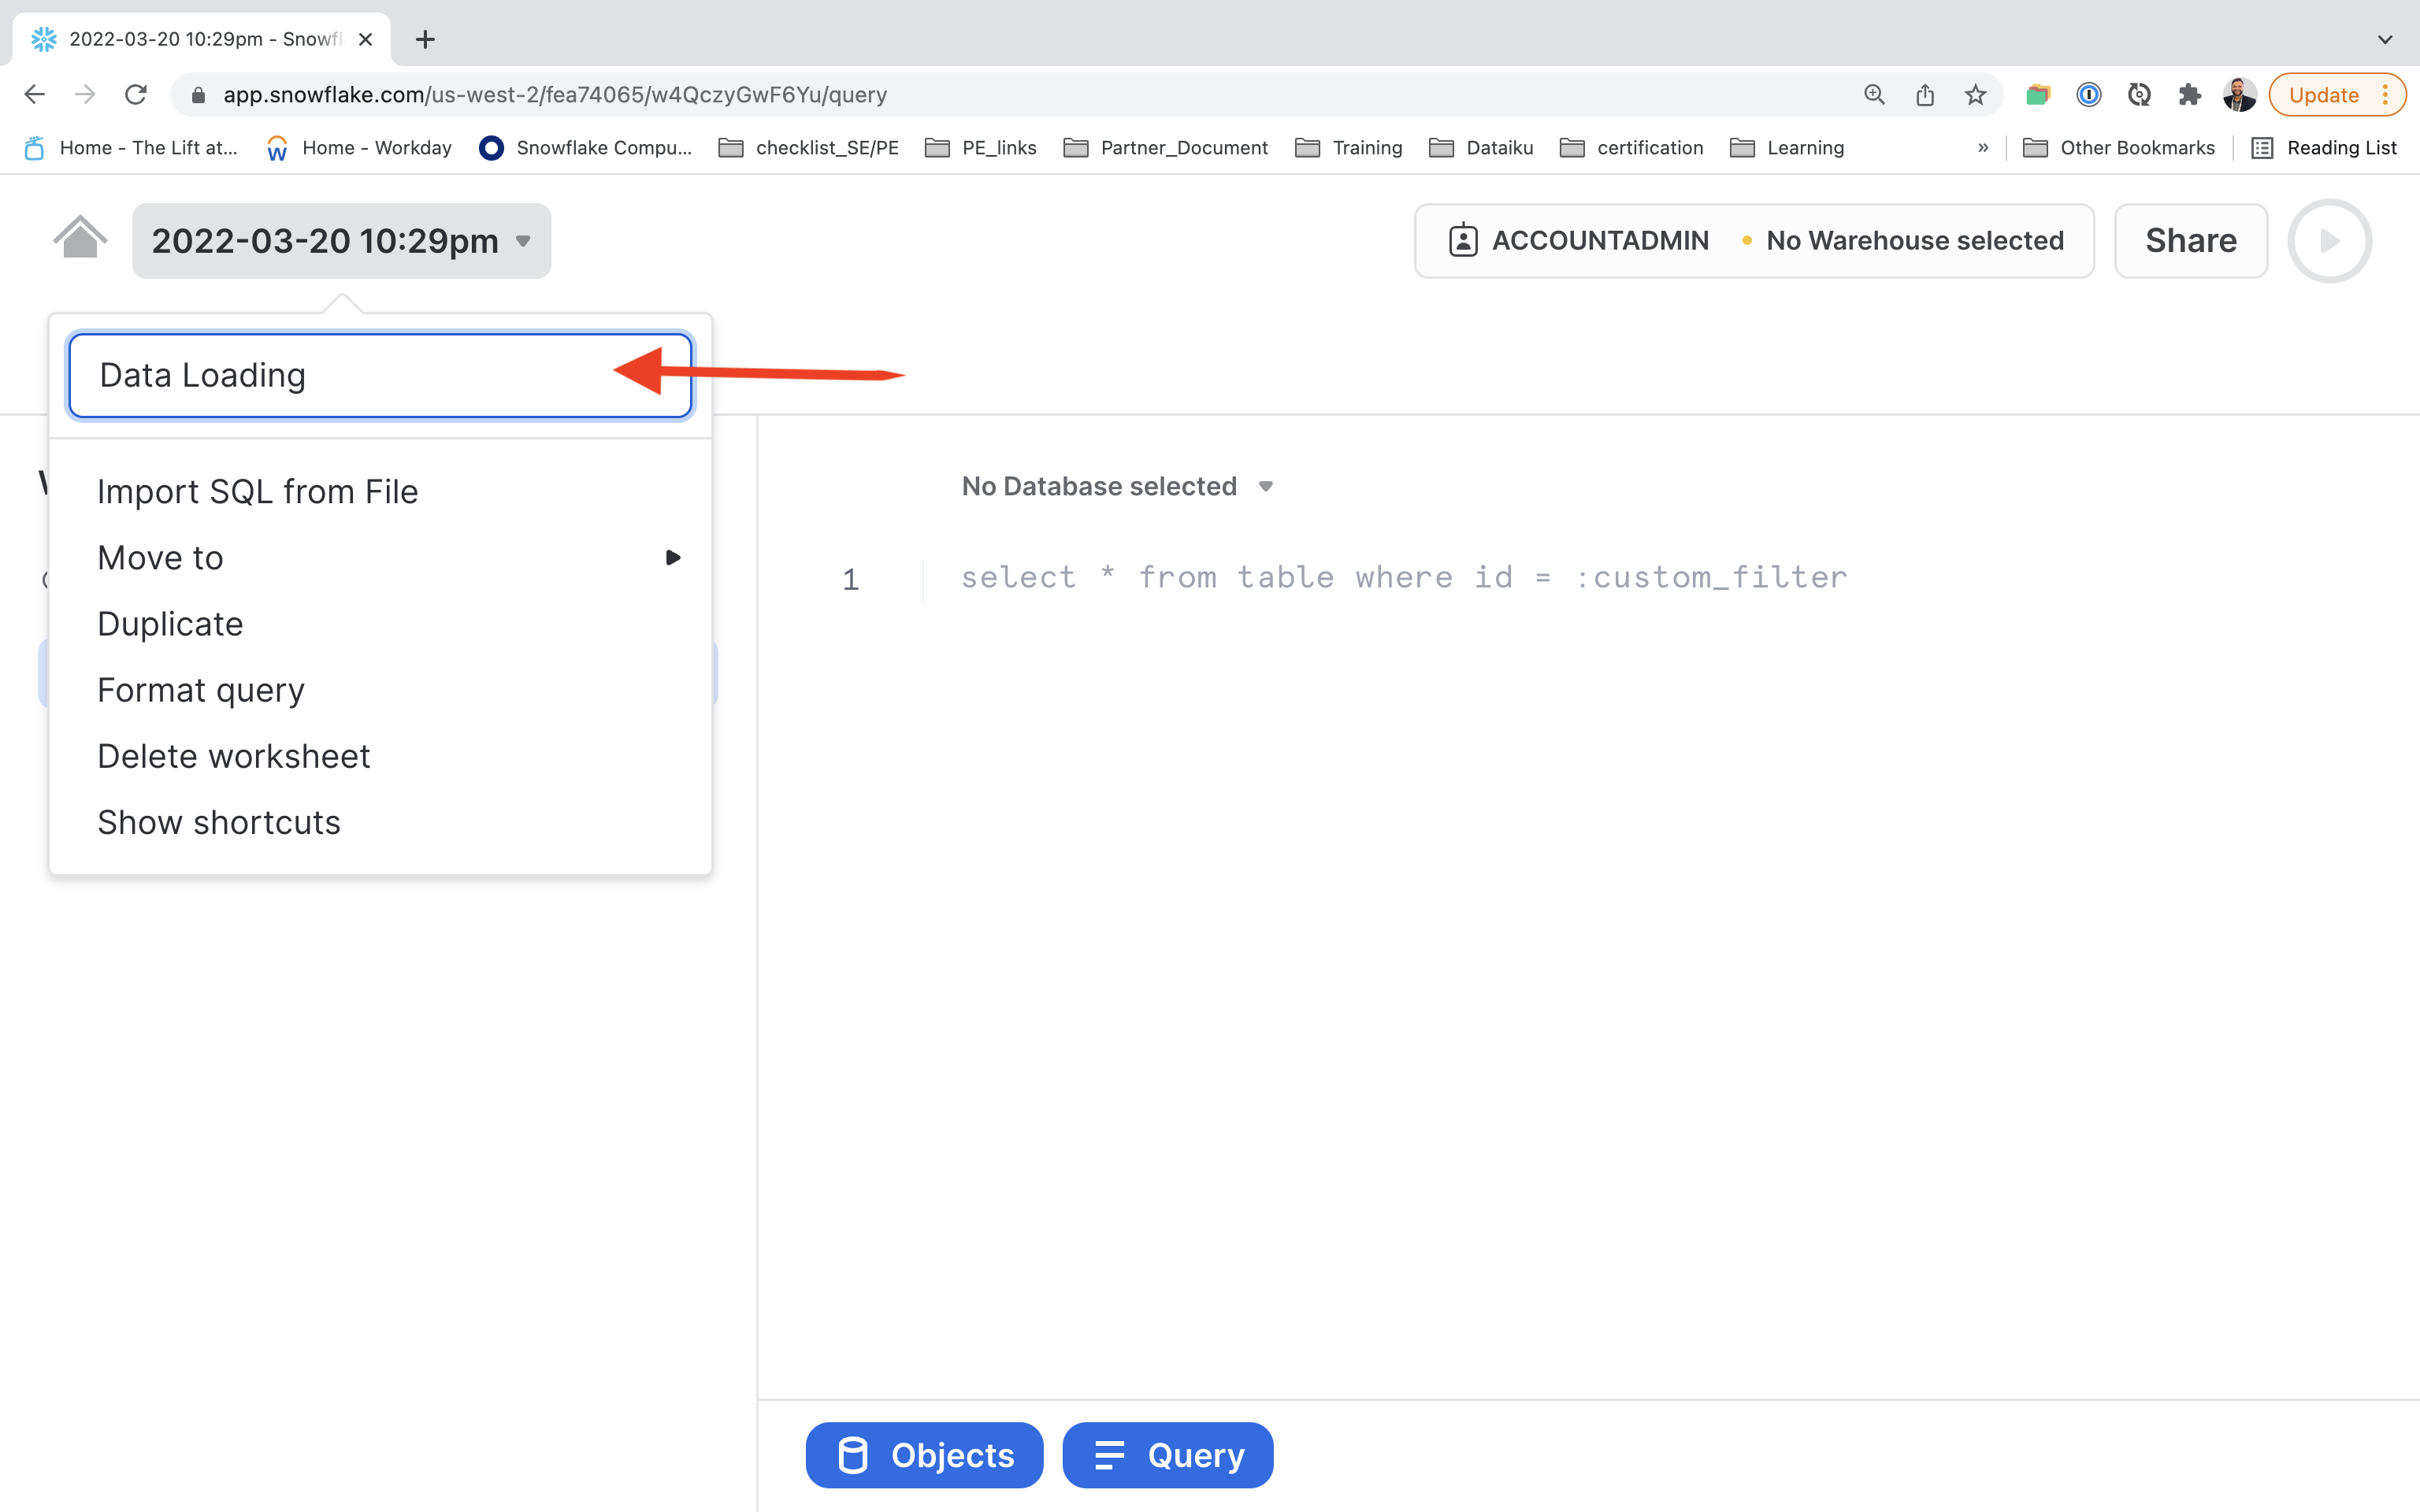 2022-03-20 10:29pm - Snowfl
app.snowflake.com/us-west-2/fea74065/w4QczyGwF6Yu/query
Update
Home - The Lift at...
Home - Workday
Snowflake Compu...
checklist_SE/PE
PE_links
Partner_Document
Training
Dataiku
certification
Learning
»
Other Bookmarks
Reading List
2022-03-20 10:29pm
ACCOUNTADMIN
No Warehouse selected
Share
Data Loading
Import SQL from File
Move to
Duplicate
Format query
Delete worksheet
Show shortcuts
No Database selected
1
select * from table where id = :custom_filter
Objects
Query